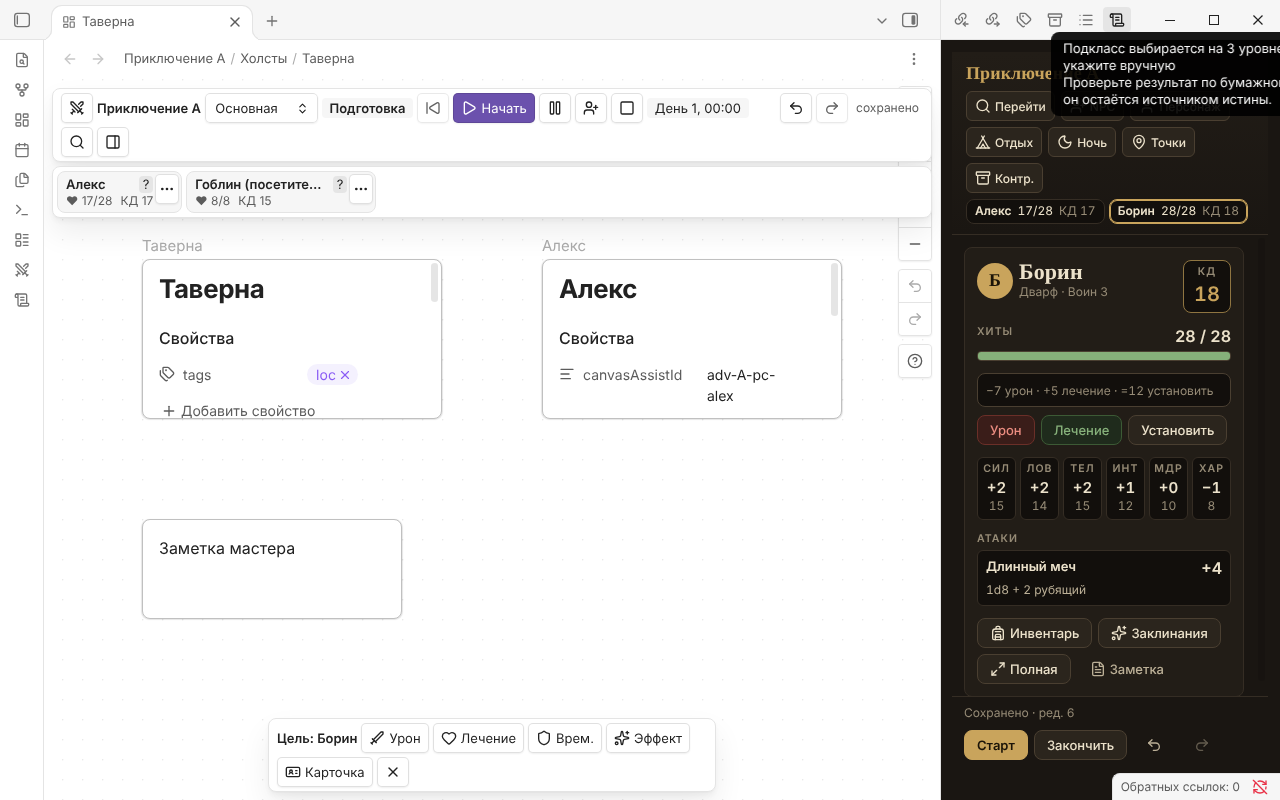 Таверна
Приключение А / Холсты / Таверна
Приключение А
Основная
Подготовка
Начать
День 1, 00:00
сохранено
Алекс ?
17/28 КД 17
Гоблин (посетите... ?
8/8 КД 15
Таверна
Таверна
Свойства
tags
loc
Добавить свойство
Алекс
Алекс
Свойства
canvasAssistId
adv-A-pc-
alex
Заметка мастера
Цель: Борин
Урон
Лечение
Врем.
Эффект
Карточка
Подкласс выбирается на 3 уровне
укажите вручную
Проверьте результат по бумажно
он остаётся источником истины.
Приключе
Перейти
Отдых
Ночь
Точки
Контр.
Алекс 17/28 КД 17
Борин 28/28 КД 18
Б
Борин
Дварф · Воин 3
КД
18
ХИТЫ
28 / 28
−7 урон · +5 лечение · =12 установить
Урон
Лечение
Установить
СИЛ ЛОВ ТЕЛ ИНТ МДР ХАР
+2 +2 +2 +1 +0 −1
15 14 15 12 10 8
АТАКИ
Длинный меч
+4
1d8 + 2 рубящий
Инвентарь
Заклинания
Полная
Заметка
Сохранено · ред. 6
Старт
Закончить
Обратных ссылок: 0